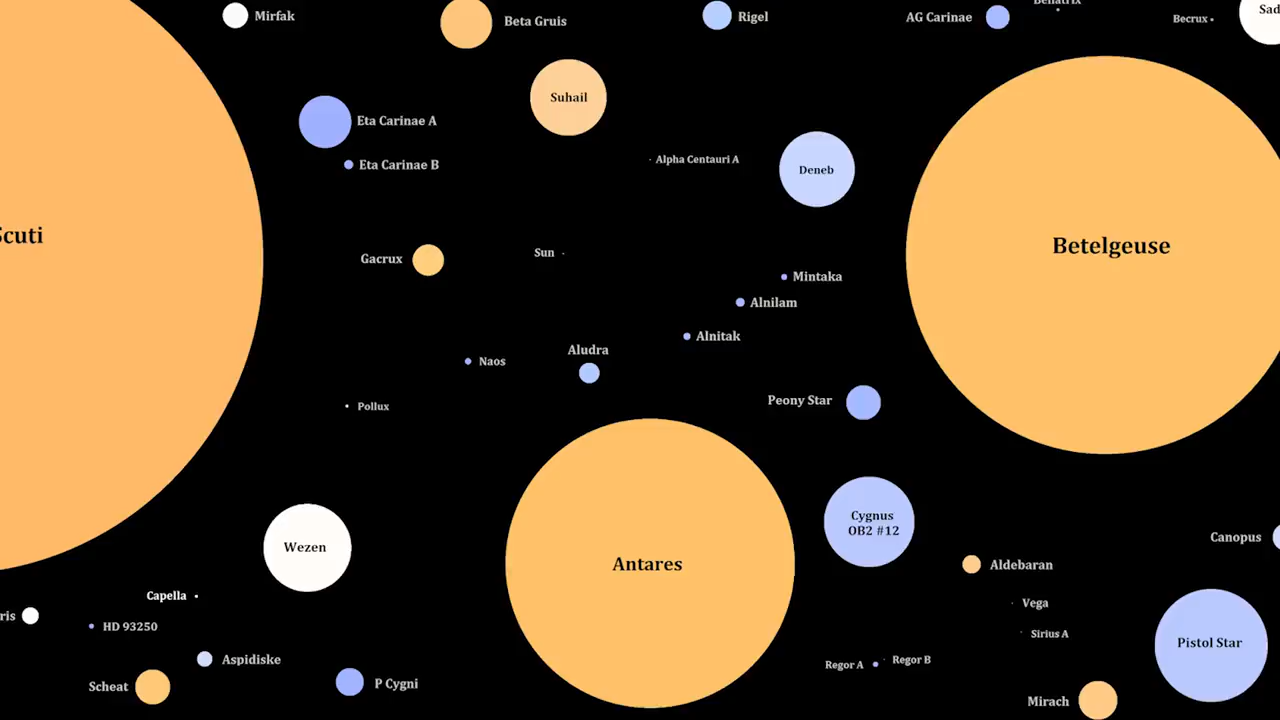 Mirfak
Beta Gruis
Rigel
AG Carinae
Becrux
Sad
Suhail
Eta Carinae A
Alpha Centauri A
Deneb
Eta Carinae B
Scuti
Betelgeuse
Gacrux
Sun
Mintaka
Alnilam
Alnitak
Aludra
Naos
Peony Star
Pollux
Cygnus
OB2 #12
Canopus
Wezen
Antares
Aldebaran
Capella
Vega
ris
HD 93250
Sirius A
Pistol Star
Aspidiske
Regor A
Regor B
Scheat
P Cygni
Mirach